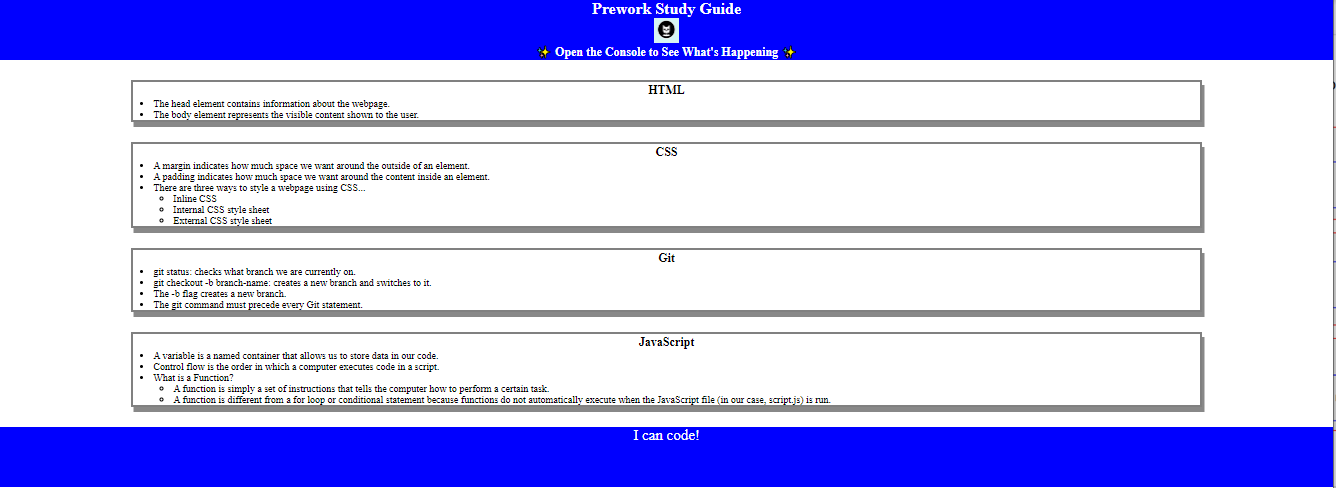 Prework Study Guide
✨ Open the Console to See What's Happening ✨
HTML
The head element contains information about the webpage.
The body element represents the visible content shown to the user.
CSS
A margin indicates how much space we want around the outside of an element.
A padding indicates how much space we want around the content inside an element.
There are three ways to style a webpage using CSS...
Inline CSS
Internal CSS style sheet
External CSS style sheet
Git
git status: checks what branch we are currently on.
git checkout -b branch-name: creates a new branch and switches to it.
The -b flag creates a new branch.
The git command must precede every Git statement.
JavaScript
A variable is a named container that allows us to store data in our code.
Control flow is the order in which a computer executes code in a script.
What is a Function?
A function is simply a set of instructions that tells the computer how to perform a certain task.
A function is different from a for loop or conditional statement because functions do not automatically execute when the JavaScript file (in our case, script.js) is run.
I can code!